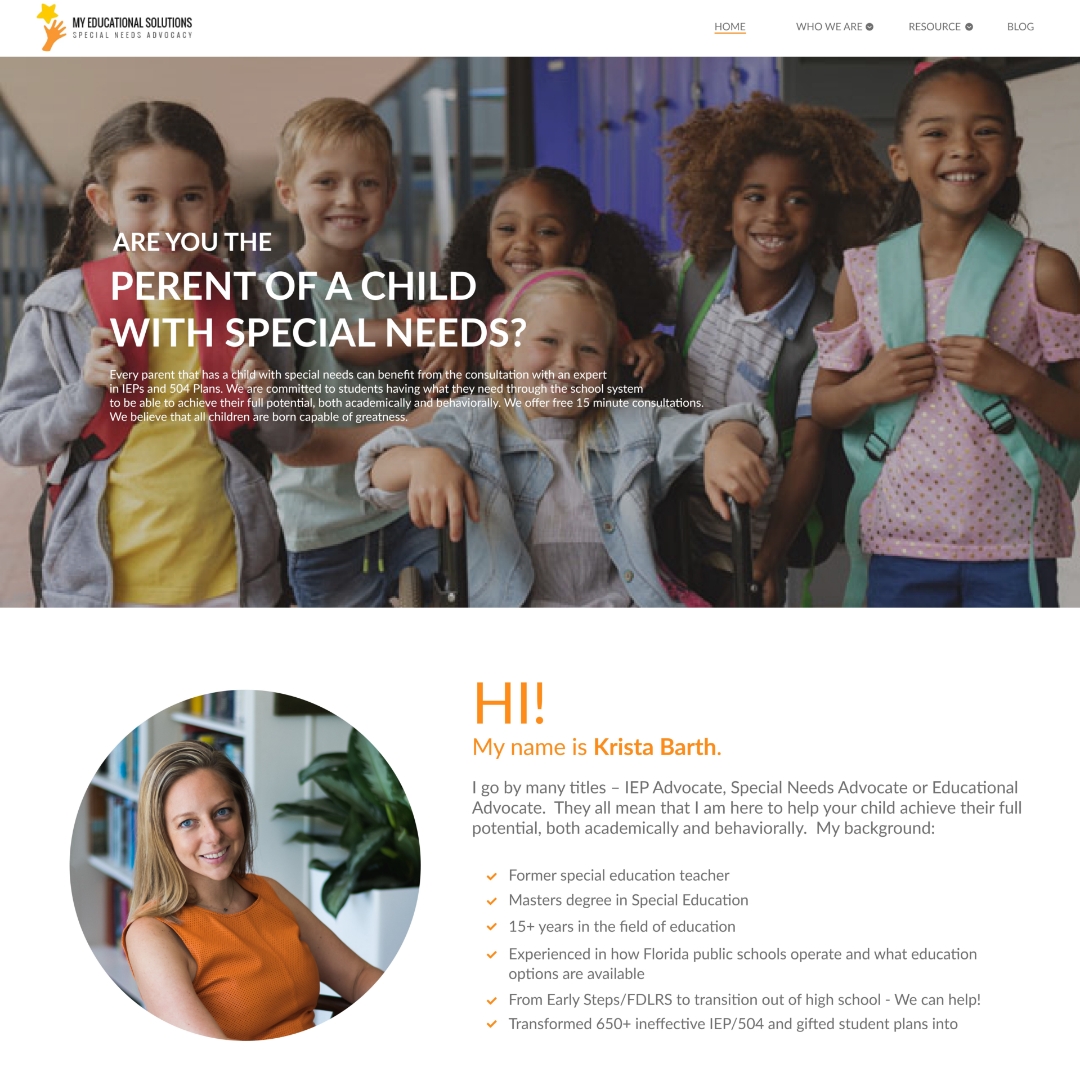 MY EDUCATIONAL SOLUTIONS
SPECIAL NEEDS ADVOCACY
HOME WHO WE ARE RESOURCE BLOG
ARE YOU THE
PERENT OF A CHILD
WITH SPECIAL NEEDS?
Every parent that has a child with special needs can benefit from the consultation with an expert
in IEPs and 504 Plans. We are committed to students having what they need through the school system
to be able to achieve their full potential, both academically and behaviorally. We offer free 15 minute consultations.
We believe that all children are born capable of greatness.
HI!
My name is Krista Barth.
I go by many titles – IEP Advocate, Special Needs Advocate or Educational
Advocate. They all mean that I am here to help your child achieve their full
potential, both academically and behaviorally. My background:
Former special education teacher
Masters degree in Special Education
15+ years in the field of education
Experienced in how Florida public schools operate and what education
options are available
From Early Steps/FDLRS to transition out of high school - We can help!
Transformed 650+ ineffective IEP/504 and gifted student plans into